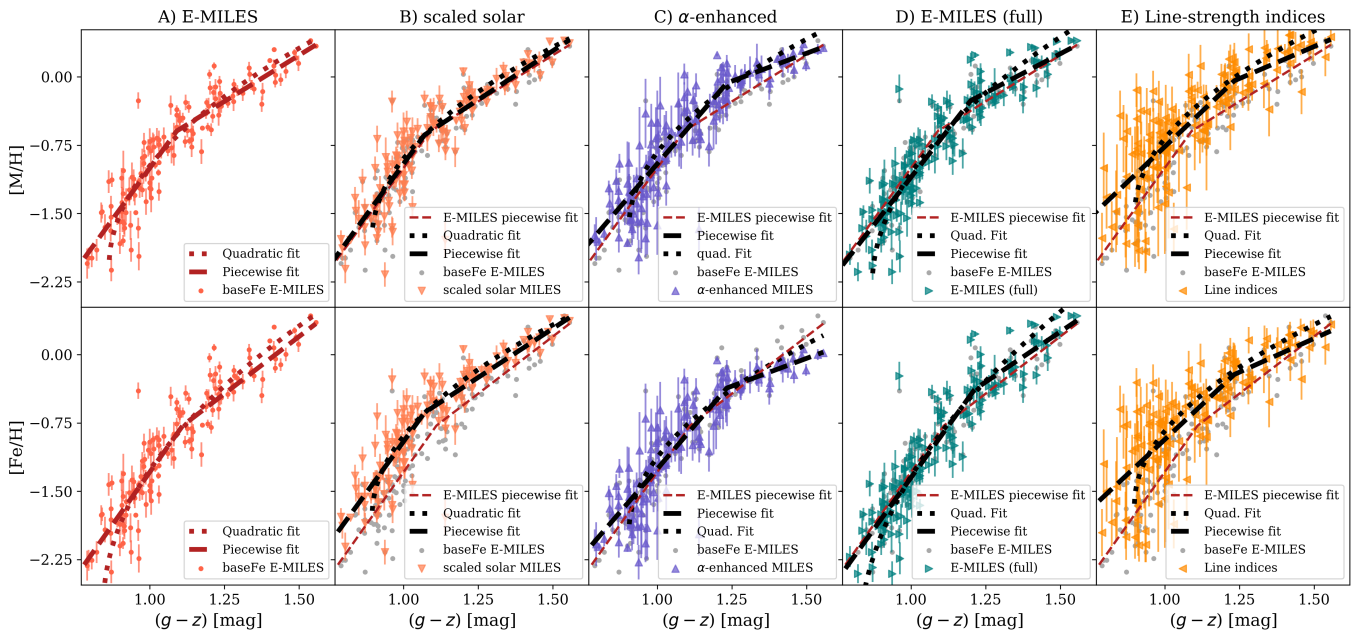 A) E-MILES
B) scaled solar
C) α-enhanced
D) E-MILES (full)
E) Line-strength indices
[M/H]
0.00
−0.75
−1.50
−2.25
Quadratic fit
Piecewise fit
baseFe E-MILES
E-MILES piecewise fit
Quadratic fit
Piecewise fit
baseFe E-MILES
scaled solar MILES
E-MILES piecewise fit
Piecewise fit
quad. Fit
baseFe E-MILES
α-enhanced MILES
E-MILES piecewise fit
Quad. Fit
Piecewise fit
baseFe E-MILES
E-MILES (full)
E-MILES piecewise fit
Quad. Fit
Piecewise fit
baseFe E-MILES
Line indices
[Fe/H]
0.00
−0.75
−1.50
−2.25
Quadratic fit
Piecewise fit
baseFe E-MILES
E-MILES piecewise fit
Quadratic fit
Piecewise fit
baseFe E-MILES
scaled solar MILES
E-MILES piecewise fit
Piecewise fit
Quad. Fit
baseFe E-MILES
α-enhanced MILES
E-MILES piecewise fit
Quad. Fit
Piecewise fit
baseFe E-MILES
E-MILES (full)
E-MILES piecewise fit
Quad. Fit
Piecewise fit
baseFe E-MILES
Line indices
1.00 1.25 1.50
1.00 1.25 1.50
1.00 1.25 1.50
1.00 1.25 1.50
1.00 1.25 1.50
(g − z) [mag]
(g − z) [mag]
(g − z) [mag]
(g − z) [mag]
(g − z) [mag]